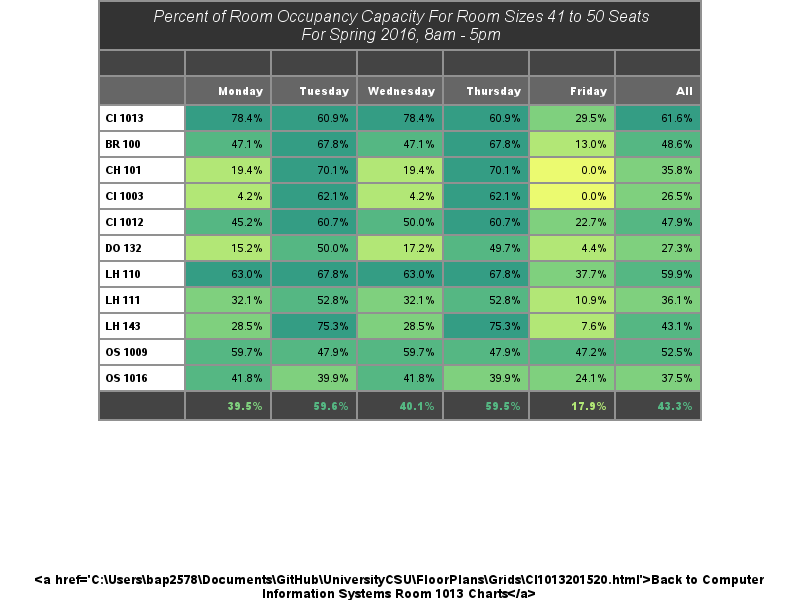 Percent of Room Occupancy Capacity For Room Sizes 41 to 50 Seats
For Spring 2016, 8am - 5pm
Monday Tuesday Wednesday Thursday Friday All
CI 1013 78.4% 60.9% 78.4% 60.9% 29.5% 61.6%
BR 100 47.1% 67.8% 47.1% 67.8% 13.0% 48.6%
CH 101 19.4% 70.1% 19.4% 70.1% 0.0% 35.8%
CI 1003 4.2% 62.1% 4.2% 62.1% 0.0% 26.5%
CI 1012 45.2% 60.7% 50.0% 60.7% 22.7% 47.9%
DO 132 15.2% 50.0% 17.2% 49.7% 4.4% 27.3%
LH 110 63.0% 67.8% 63.0% 67.8% 37.7% 59.9%
LH 111 32.1% 52.8% 32.1% 52.8% 10.9% 36.1%
LH 143 28.5% 75.3% 28.5% 75.3% 7.6% 43.1%
OS 1009 59.7% 47.9% 59.7% 47.9% 47.2% 52.5%
OS 1016 41.8% 39.9% 41.8% 39.9% 24.1% 37.5%
39.5% 59.6% 40.1% 59.5% 17.9% 43.3%
<a href='C:\Users\bap2578\Documents\GitHub\UniversityCSU\FloorPlans\Grids\CI1013201520.html'>Back to Computer
Information Systems Room 1013 Charts</a>